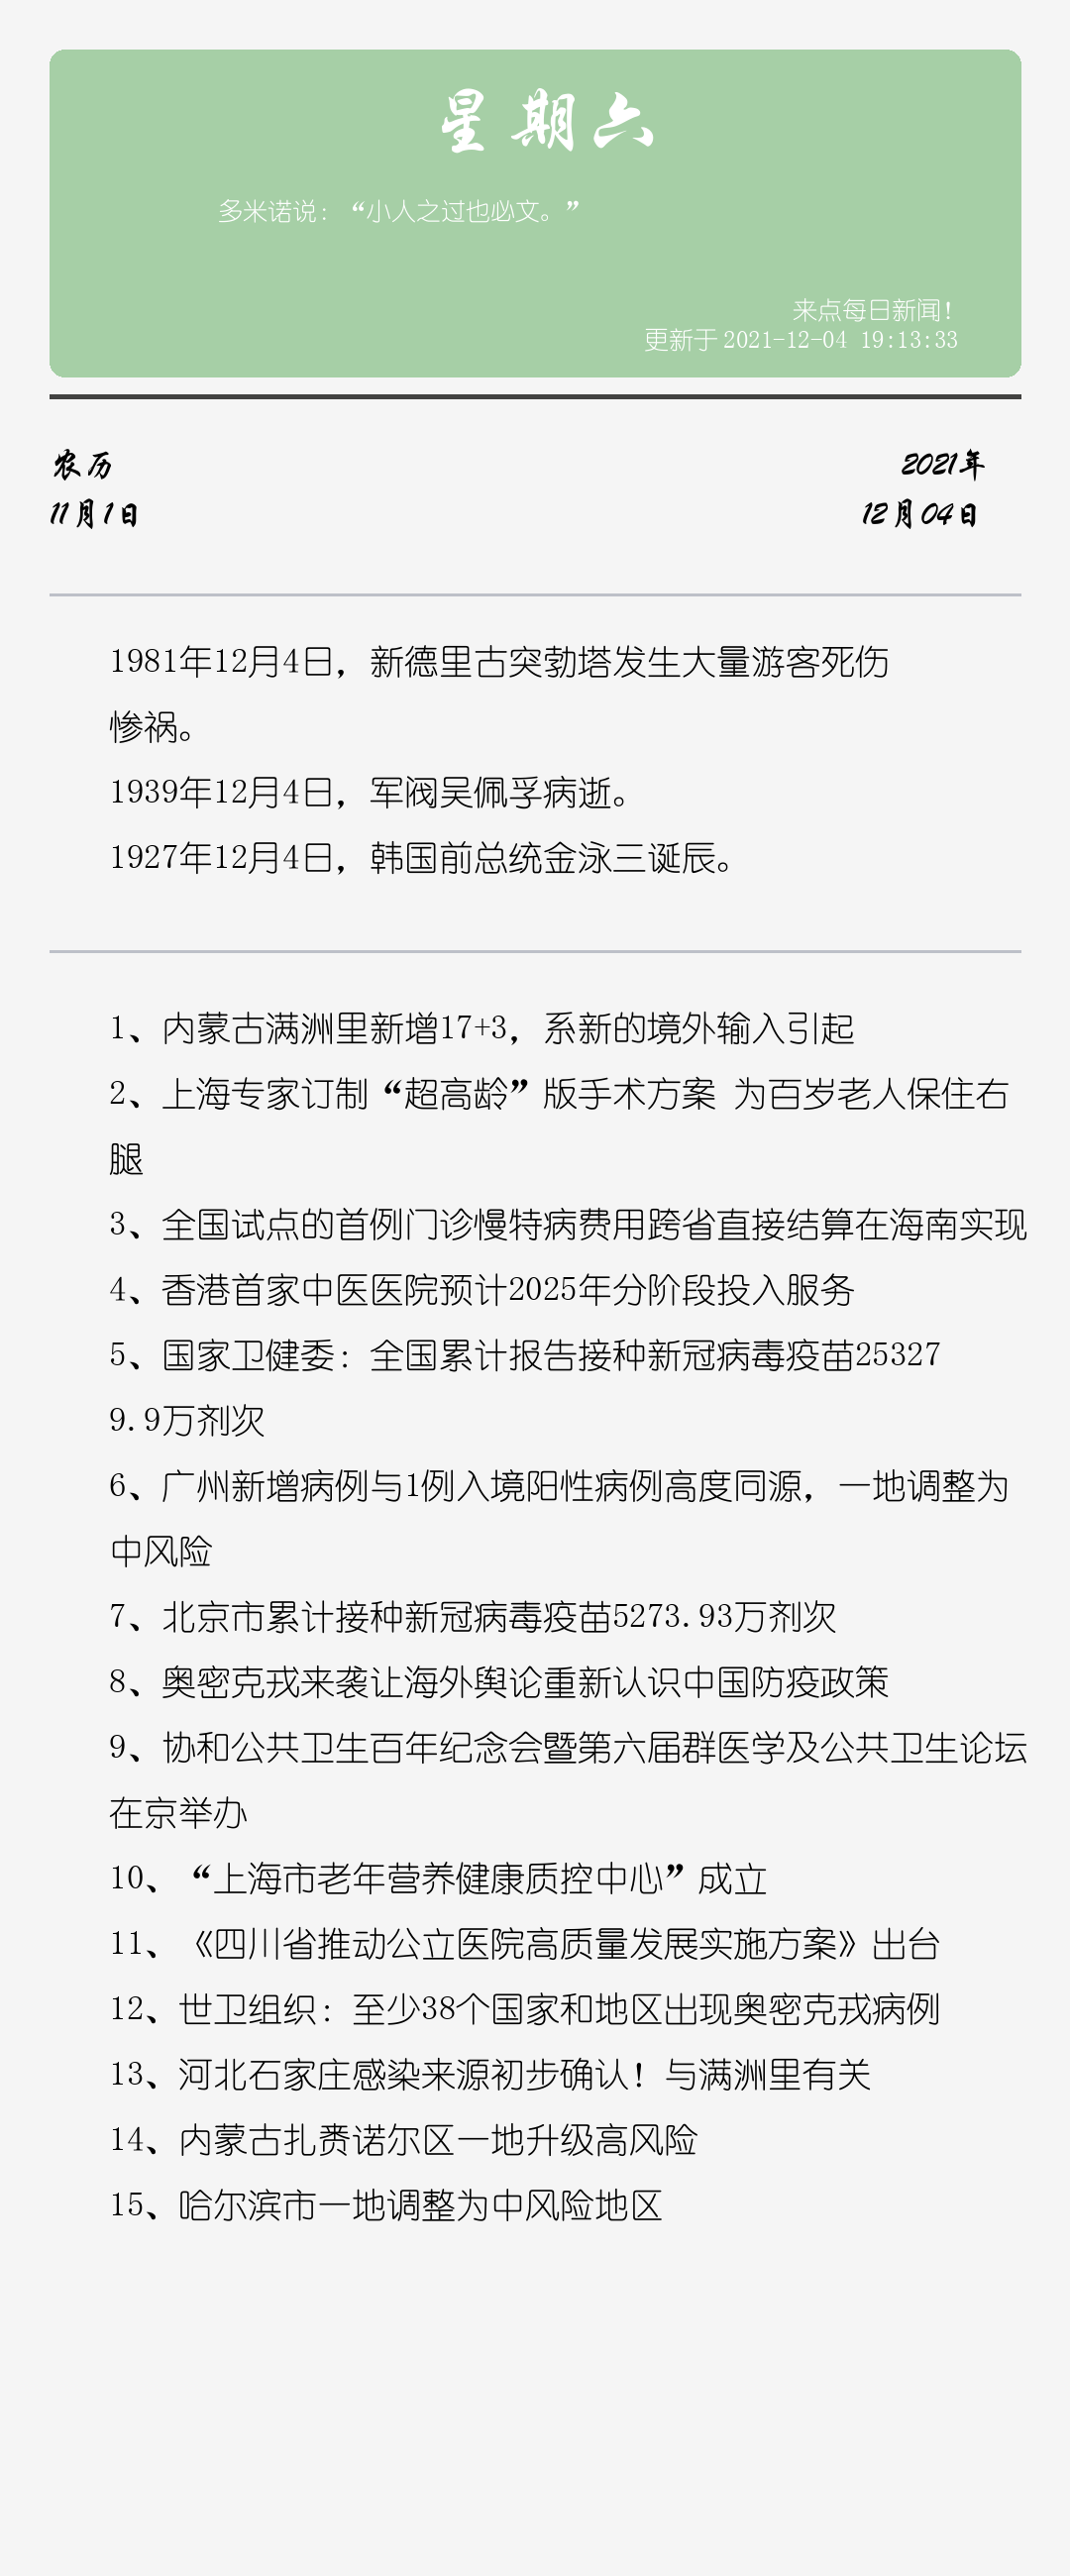 星期六
多米诺说：“小人之过也必文。”
来点每日新闻！
更新于 2021-12-04 19:13:33
农历
2021年
11月1日
12月04日
1981年12月4日，新德里古突勃塔发生大量游客死伤
惨祸。
1939年12月4日，军阀吴佩孚病逝。
1927年12月4日，韩国前总统金泳三诞辰。
1、内蒙古满洲里新增17+3，系新的境外输入引起
2、上海专家订制“超高龄”版手术方案 为百岁老人保住右
腿
3、全国试点的首例门诊慢特病费用跨省直接结算在海南实现
4、香港首家中医医院预计2025年分阶段投入服务
5、国家卫健委：全国累计报告接种新冠病毒疫苗25327
9.9万剂次
6、广州新增病例与1例入境阳性病例高度同源，一地调整为
中风险
7、北京市累计接种新冠病毒疫苗5273.93万剂次
8、奥密克戎来袭让海外舆论重新认识中国防疫政策
9、协和公共卫生百年纪念会暨第六届群医学及公共卫生论坛
在京举办
10、“上海市老年营养健康质控中心”成立
11、《四川省推动公立医院高质量发展实施方案》出台
12、世卫组织：至少38个国家和地区出现奥密克戎病例
13、河北石家庄感染来源初步确认！与满洲里有关
14、内蒙古扎赉诺尔区一地升级高风险
15、哈尔滨市一地调整为中风险地区